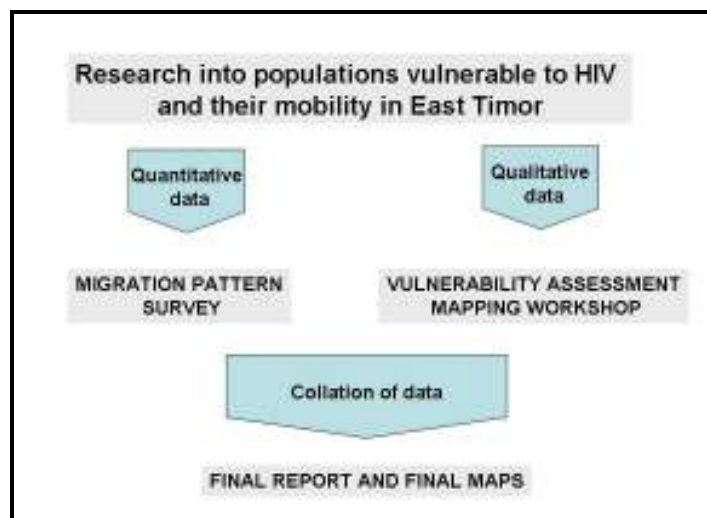 Research into populations vulnerable to HIV
and their mobility in East Timor
Quantitative
data
Qualitative
data
MIGRATION PATTERN
SURVEY
VULNERABILITY ASSESSMENT
MAPPING WORKSHOP
Collation of data
FINAL REPORT AND FINAL MAPS